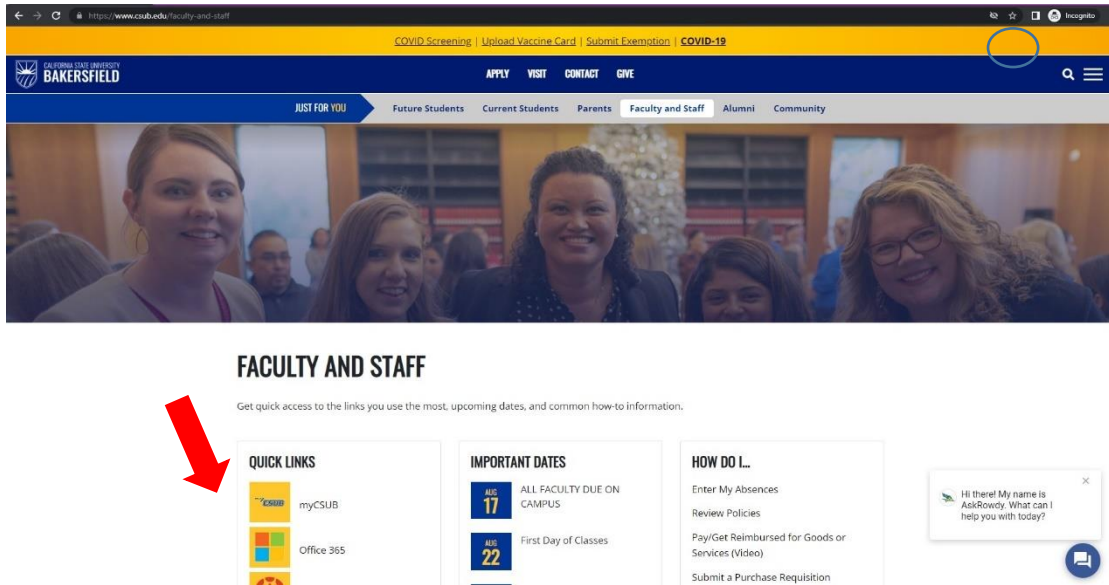 https://www.csub.edu/faculty-and-staff
Incognito
COVID Screening | Upload Vaccine Card | Submit Exemption | COVID-19
CALIFORNIA STATE UNIVERSITY
BAKERSFIELD
APPLY VISIT CONTACT GIVE
JUST FOR YOU
Future Students Current Students Parents Faculty and Staff Alumni Community
FACULTY AND STAFF
Get quick access to the links you use the most, upcoming dates, and common how-to information.
QUICK LINKS
myCSUB
myCSUB
Office 365
IMPORTANT DATES
AUG
17
ALL FACULTY DUE ON
CAMPUS
AUG
22
First Day of Classes
HOW DO I...
Enter My Absences
Review Policies
Pay/Get Reimbursed for Goods or
Services (Video)
Submit a Purchase Requisition
Hi there! My name is
AskRowdy. What can I
help you with today?